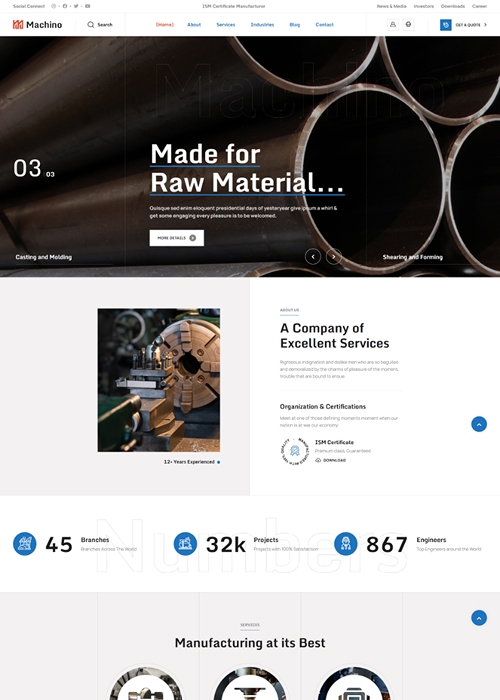 Social Connect
ISM Certificate Manufacturer
News & Media
Investors
Downloads
Career
Machino
Search
[Home]
About
Services
Industries
Blog
Contact
GET A QUOTE
Machino
03 03
Made for
Raw Material...
Quisque sed enim eloquent presidential days of yesteryear give ipsum a whirl &
get some engaging every pleasure is to be welcomed.
MORE DETAILS
Casting and Molding
Shearing and Forming
ABOUT US
A Company of
Excellent Services
Righteous indignation and dislike men who are so beguiled
and demoralized by the charms of pleasure of the moment,
trouble that are bound to ensue.
Organization & Certifications
Meet at one of those defining moments moment when our
nation is at war our economy.
ISM Certificate
Premium class, Guaranteed
DOWNLOAD
12+ Years Experienced
Numbers
45
Branches
Branches Across The World
32k
Projects
Projects with 100% Satisfaction
867
Engineers
Top Engineers around the World
SERVICES
Manufacturing at its Best